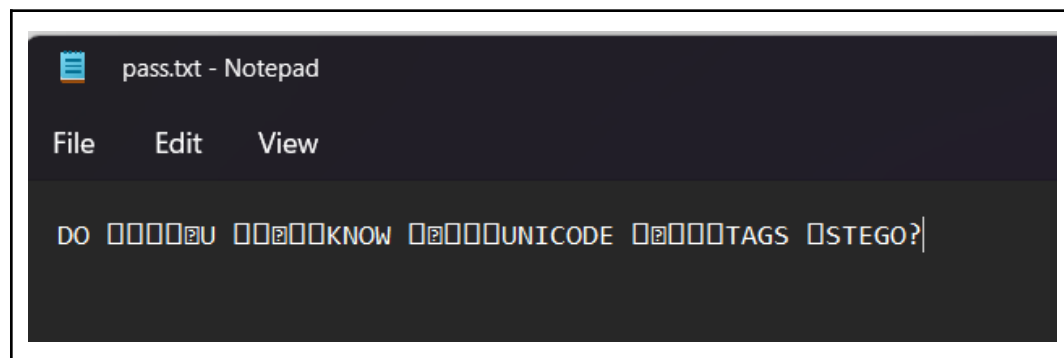 pass.txt - Notepad
File Edit View
DO □□□□⍰U □□⍰□□KNOW □⍰□□□UNICODE □⍰□□□TAGS □STEGO?